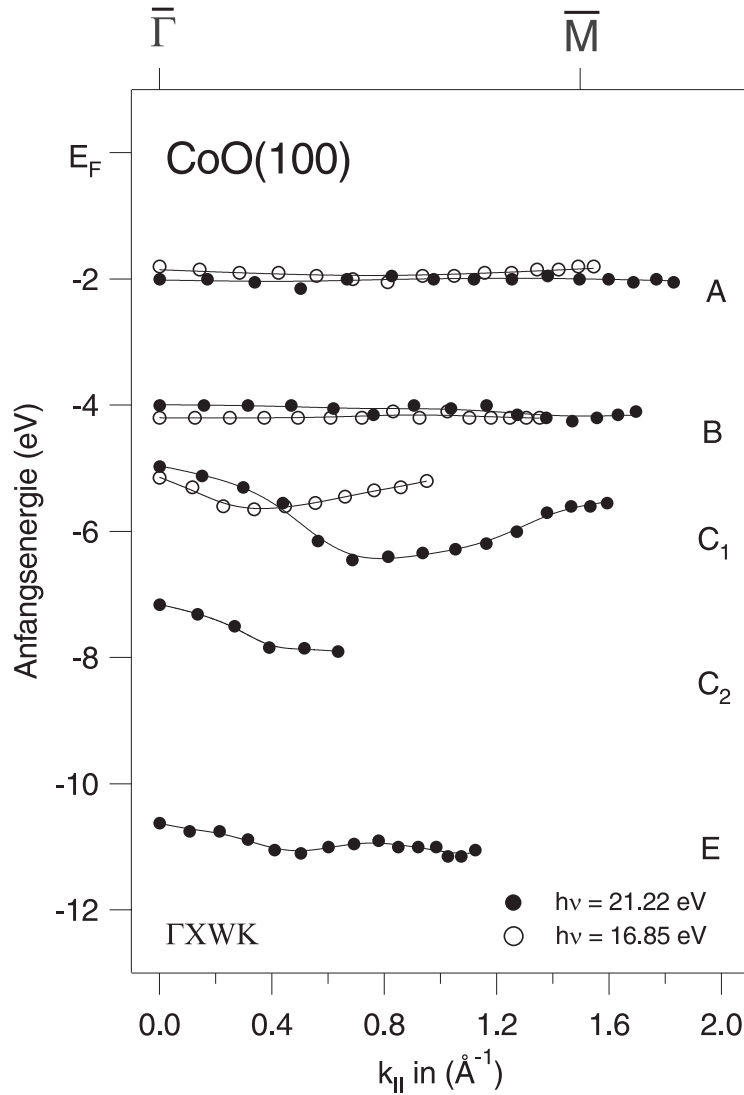 Γ̅ M̅
E_F CoO(100)
-2 A
-4 B
Anfangsenergie (eV)
-6 C₁
-8 C₂
-10
E
-12
hν = 21.22 eV
ΓXWK hν = 16.85 eV
0.0 0.4 0.8 1.2 1.6 2.0
k_ǁ in (Å⁻¹)